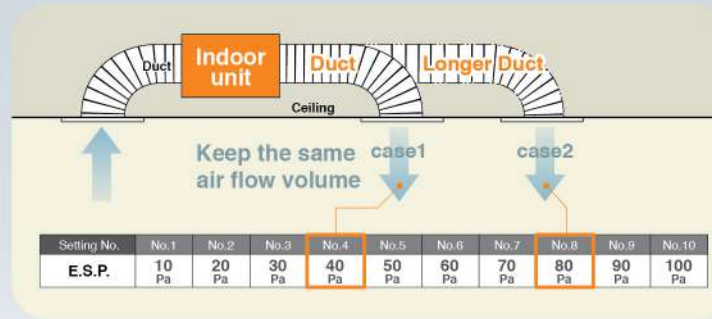 Indoor
unit
Duct
Duct
Longer Duct
Ceiling
Keep the same
air flow volume
case1
case2
Setting No. No.1 No.2 No.3 No.4 No.5 No.6 No.7 No.8 No.9 No.10
E.S.P. 10 Pa 20 Pa 30 Pa 40 Pa 50 Pa 60 Pa 70 Pa 80 Pa 90 Pa 100 Pa